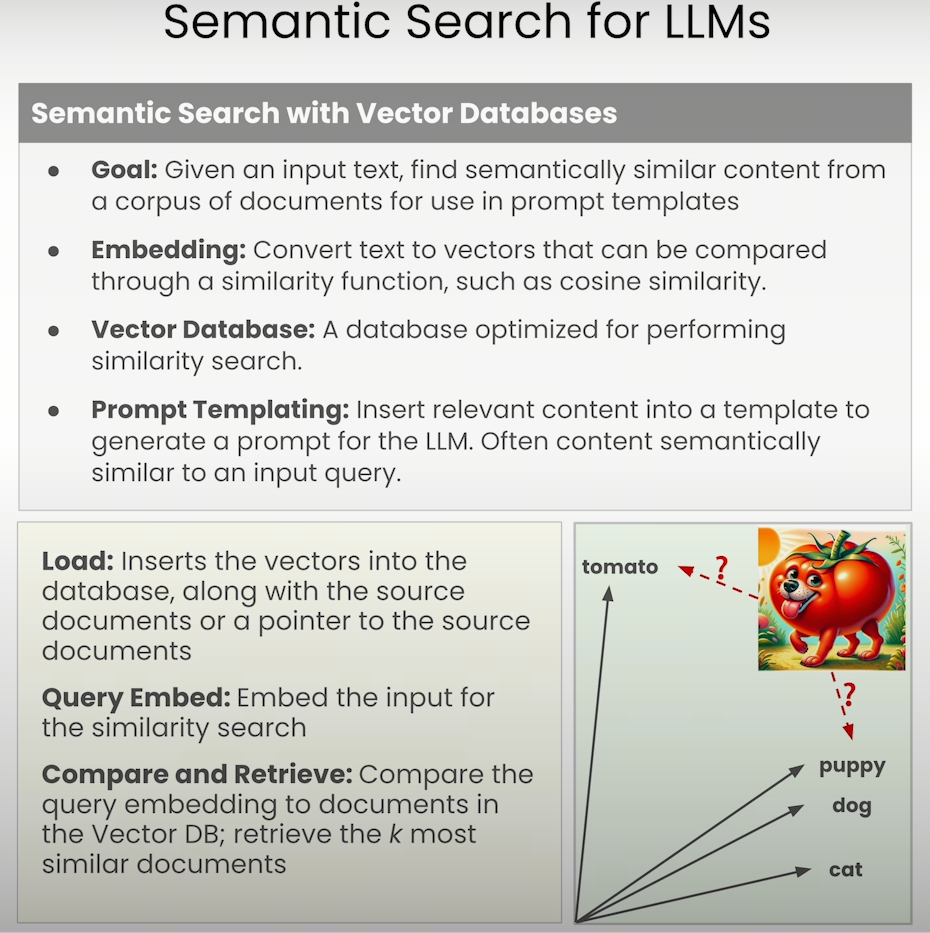 Semantic Search for LLMs
Semantic Search with Vector Databases
● Goal: Given an input text, find semantically similar content from
a corpus of documents for use in prompt templates
● Embedding: Convert text to vectors that can be compared
through a similarity function, such as cosine similarity.
● Vector Database: A database optimized for performing
similarity search.
● Prompt Templating: Insert relevant content into a template to
generate a prompt for the LLM. Often content semantically
similar to an input query.
Load: Inserts the vectors into the
database, along with the source
documents or a pointer to the source
documents
Query Embed: Embed the input for
the similarity search
Compare and Retrieve: Compare the
query embedding to documents in
the Vector DB; retrieve the k most
similar documents
tomato
?
?
puppy
dog
cat